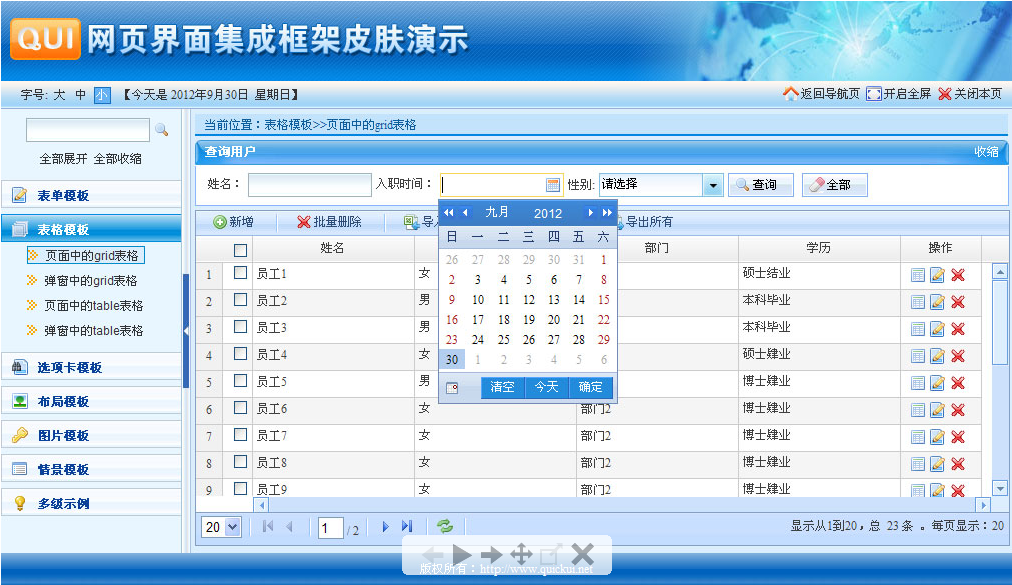 QUI 网页界面集成框架皮肤演示
字号: 大 中 小 【今天是 2012年9月30日 星期日】 返回导航页 开启全屏 关闭本页
全部展开 全部收缩
表单模板
表格模板
页面中的grid表格
弹窗中的grid表格
页面中的table表格
弹窗中的table表格
选项卡模板
布局模板
图片模板
情景模板
多级示例
当前位置：表格模板>>页面中的grid表格
查询用户 收缩
姓名： 入职时间： 性别: 请选择 查询 全部
新增 批量删除 导入 导出所有
姓名 部门 学历 操作
1 员工1 女 硕士结业
2 员工2 男 本科毕业
3 员工3 男 本科毕业
4 员工4 女 硕士肄业
5 员工5 男 博士肄业
6 员工6 女 部门2 博士肄业
7 员工7 女 部门2 博士肄业
8 员工8 女 部门2 博士肄业
9 员工9 女 部门2 博士肄业
九月 2012
日 一 二 三 四 五 六
26 27 28 29 30 31 1
2 3 4 5 6 7 8
9 10 11 12 13 14 15
16 17 18 19 20 21 22
23 24 25 26 27 28 29
30 1 2 3 4 5 6
清空 今天 确定
20 1 / 2 显示从1到20，总 23 条 。每页显示：20
版权所有：http://www.quickui.net